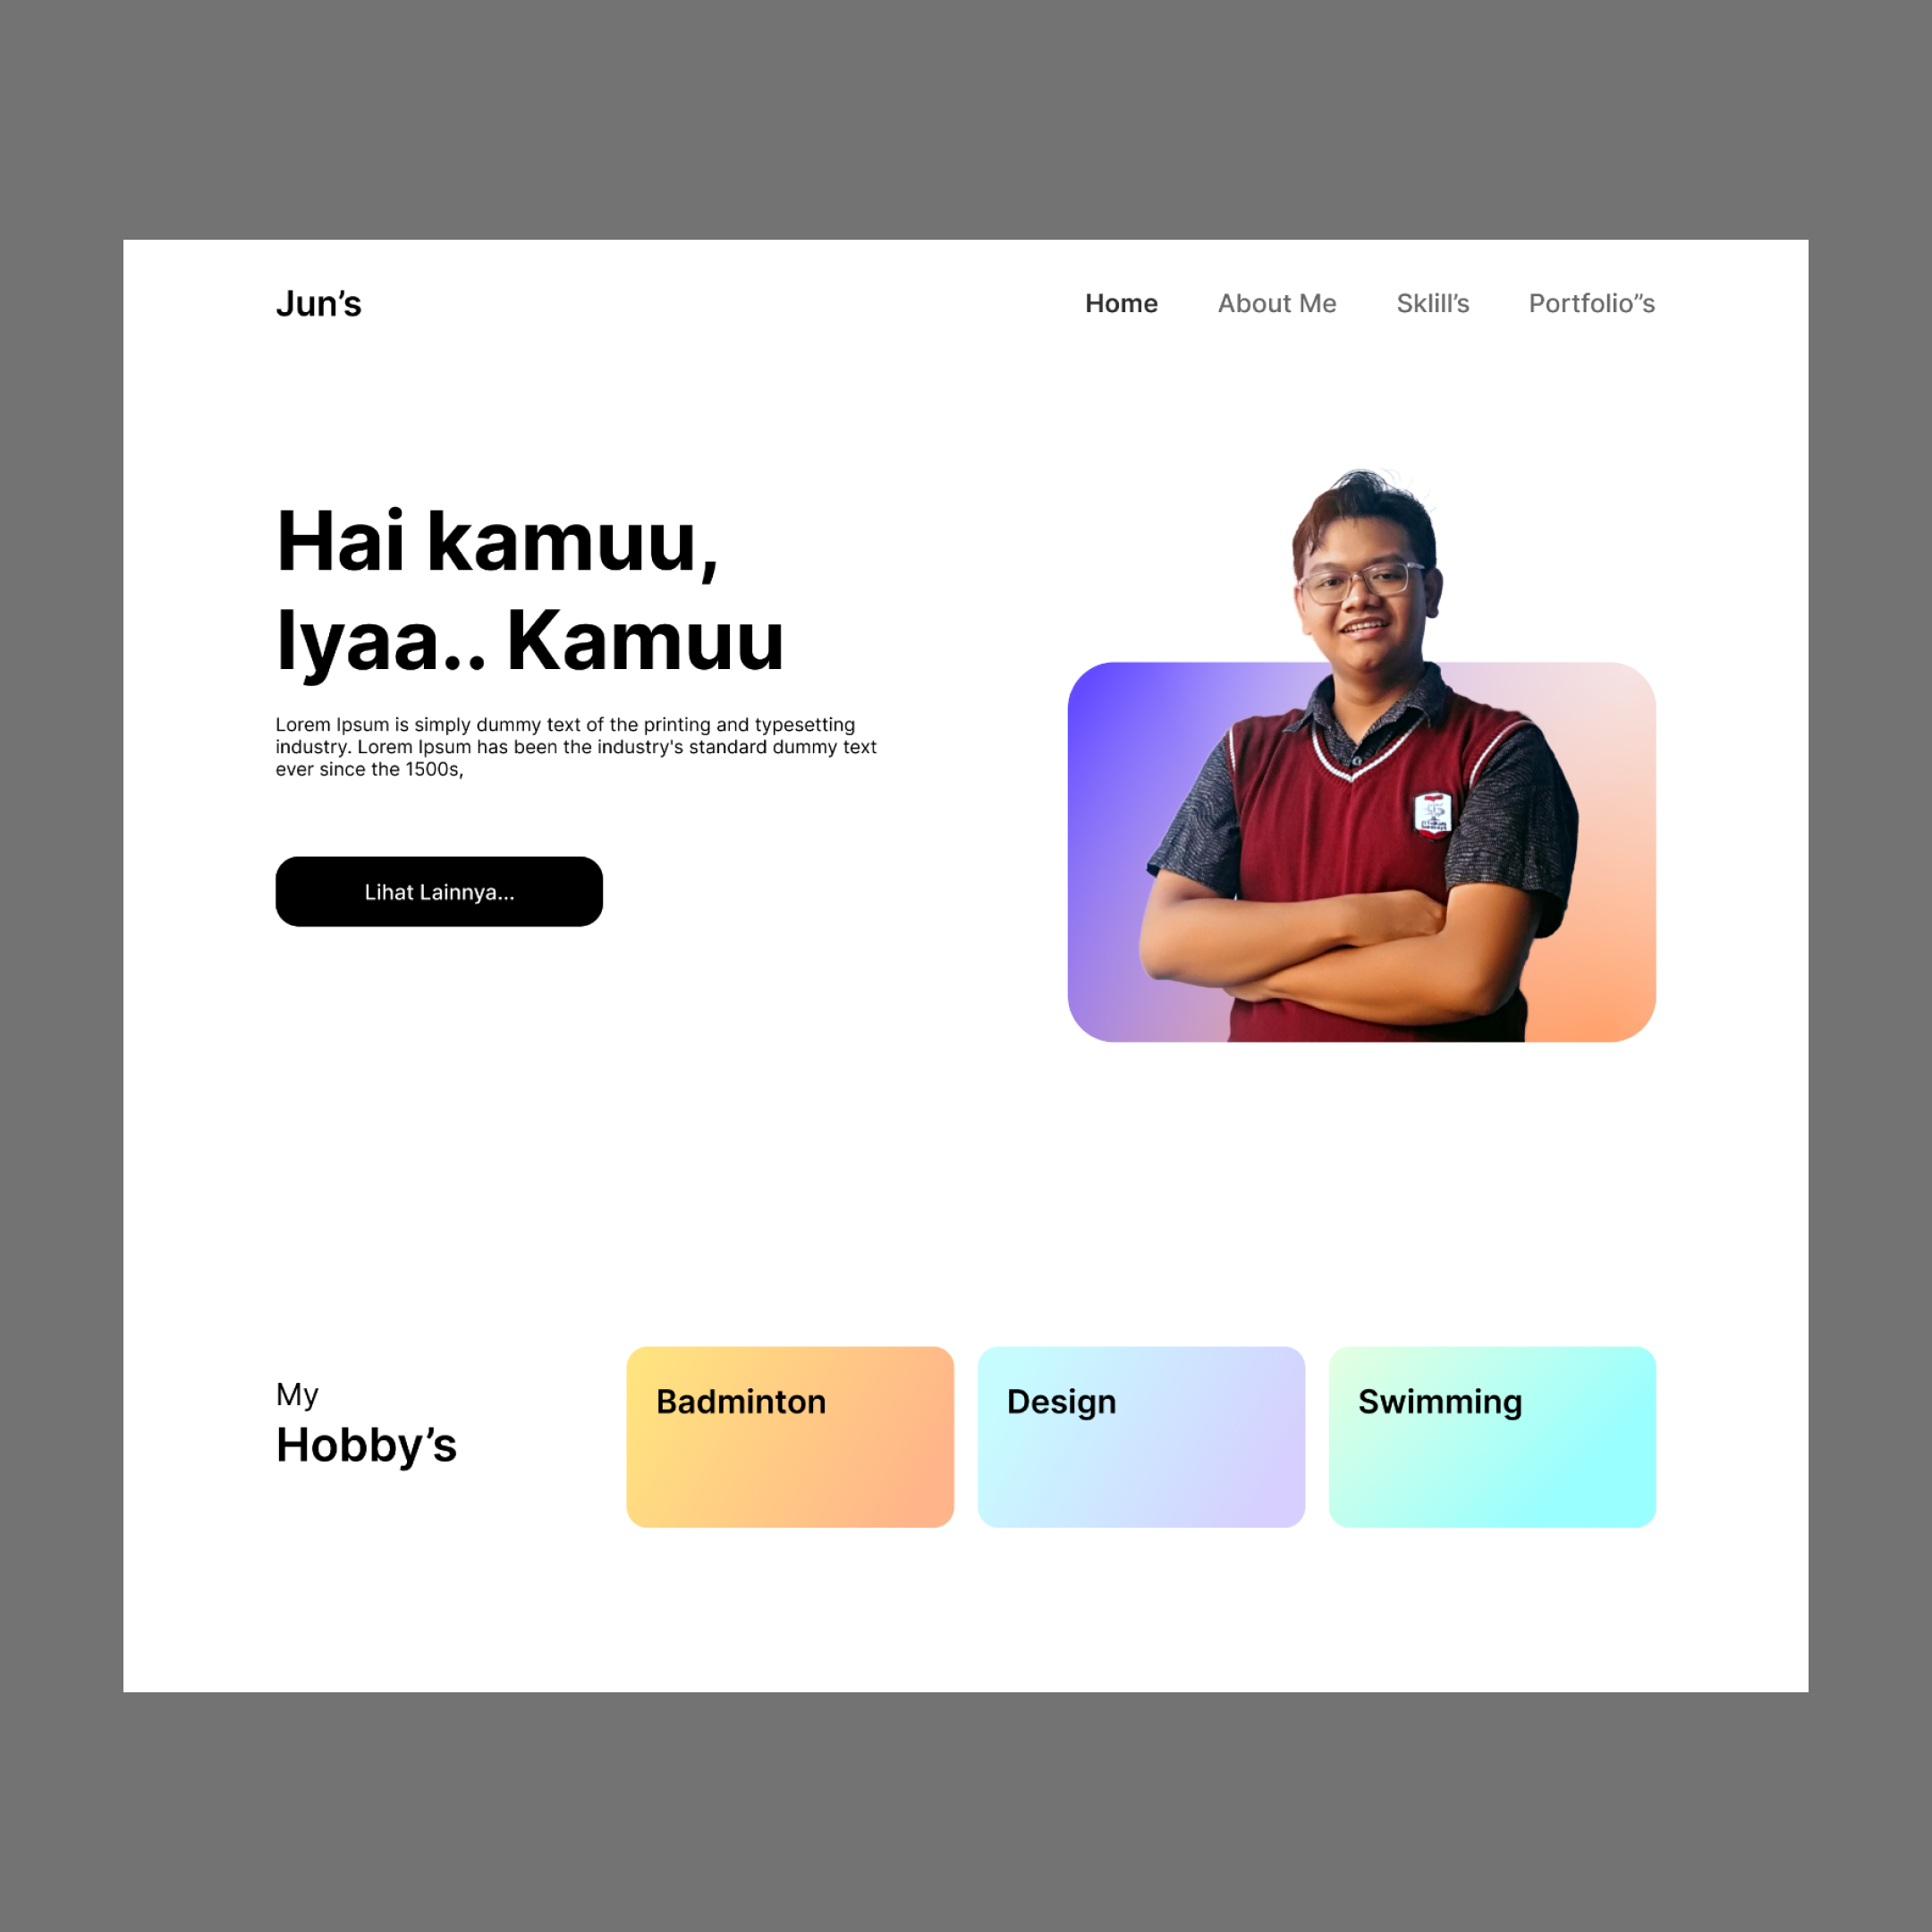 Jun’s
Home About Me Sklill’s Portfolio”s
Hai kamuu,
Iyaa.. Kamuu
Lorem Ipsum is simply dummy text of the printing and typesetting
industry. Lorem Ipsum has been the industry's standard dummy text
ever since the 1500s,
Lihat Lainnya...
My
Hobby’s
Badminton
Design
Swimming